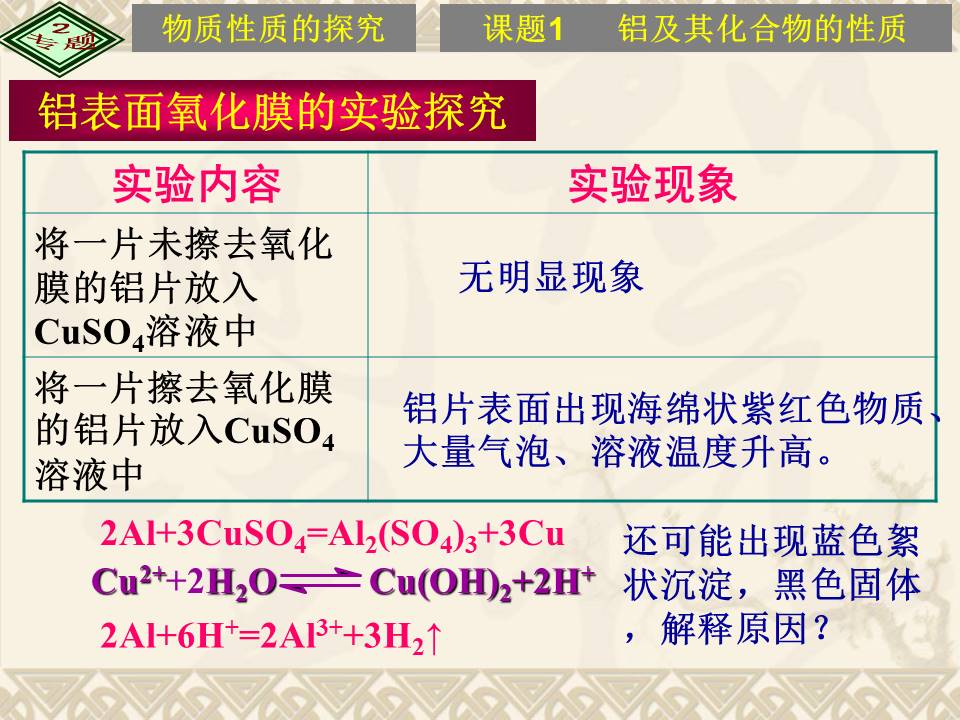 2
专题
物质性质的探究
课题1 铝及其化合物的性质
铝表面氧化膜的实验探究
实验内容
实验现象
将一片未擦去氧化
膜的铝片放入
CuSO₄溶液中
无明显现象
将一片擦去氧化膜
的铝片放入CuSO₄
溶液中
铝片表面出现海绵状紫红色物质、
大量气泡、溶液温度升高。
2Al+3CuSO₄=Al₂(SO₄)₃+3Cu
Cu²⁺+2H₂O⇌Cu(OH)₂+2H⁺
2Al+6H⁺=2Al³⁺+3H₂↑
还可能出现蓝色絮
状沉淀，黑色固体
，解释原因？